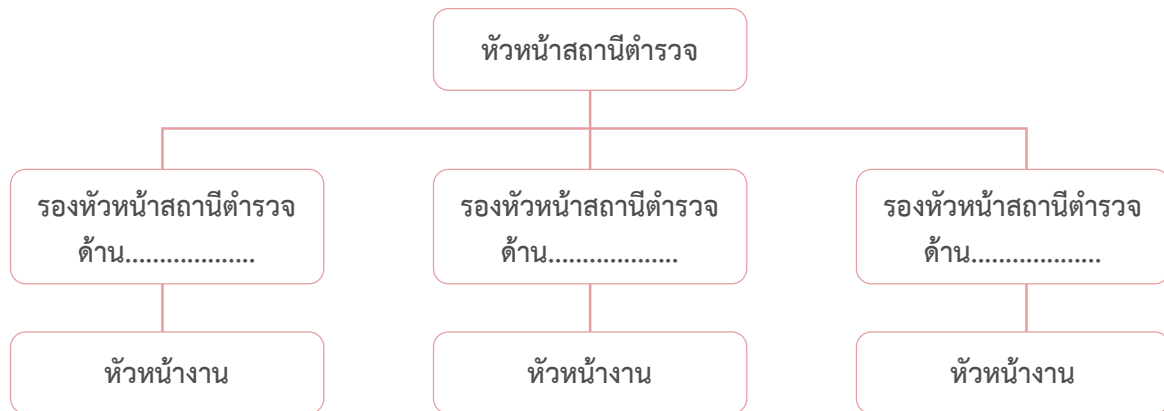 หัวหน้าสถานีตำรวจ
รองหัวหน้าสถานีตำรวจ
ด้าน...................
รองหัวหน้าสถานีตำรวจ
ด้าน...................
รองหัวหน้าสถานีตำรวจ
ด้าน...................
หัวหน้างาน
หัวหน้างาน
หัวหน้างาน